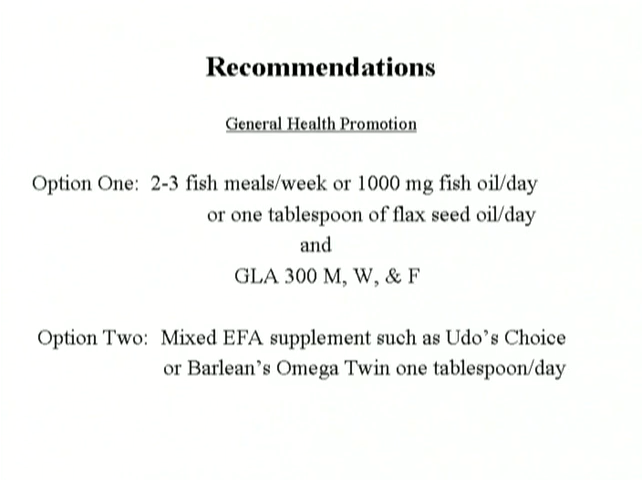 Recommendations
General Health Promotion
Option One: 2-3 fish meals/week or 1000 mg fish oil/day
or one tablespoon of flax seed oil/day
and
GLA 300 M, W, & F
Option Two: Mixed EFA supplement such as Udo's Choice
or Barlean's Omega Twin one tablespoon/day